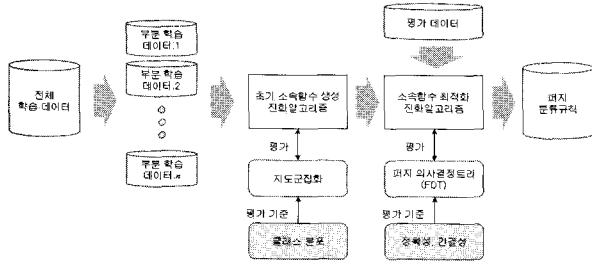 전체
학습 데이터
부분 학습
데이터.1
부분 학습
데이터.2
부분 학습
데이터.n
초기 소속함수 생성
진화알고리즘
평가
지도군집화
평가 기준
클래스 분포
평가 데이터
소속함수 최적화
진화알고리즘
평가
퍼지 의사결정트리
(FDT)
평가 기준
정확성, 간결성
퍼지
분류규칙